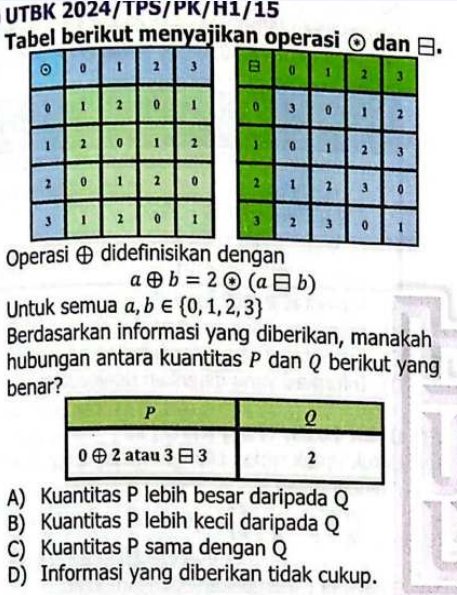 UTBK 2024/TPS/PK/H1/15
Tabel berikut menyajikan operasi ⊙ dan ⊟.
⊙ 0 1 2 3
0 1 2 0 1
1 2 0 1 2
2 0 1 2 0
3 1 2 0 1
⊟ 0 1 2 3
0 3 0 1 2
1 0 1 2 3
2 1 2 3 0
3 2 3 0 1
Operasi ⊕ didefinisikan dengan
a ⊕ b = 2 ⊙ (a ⊟ b)
Untuk semua a, b ∈ {0, 1, 2, 3}
Berdasarkan informasi yang diberikan, manakah
hubungan antara kuantitas P dan Q berikut yang
benar?
P Q
0 ⊕ 2 atau 3 ⊟ 3 2
A) Kuantitas P lebih besar daripada Q
B) Kuantitas P lebih kecil daripada Q
C) Kuantitas P sama dengan Q
D) Informasi yang diberikan tidak cukup.